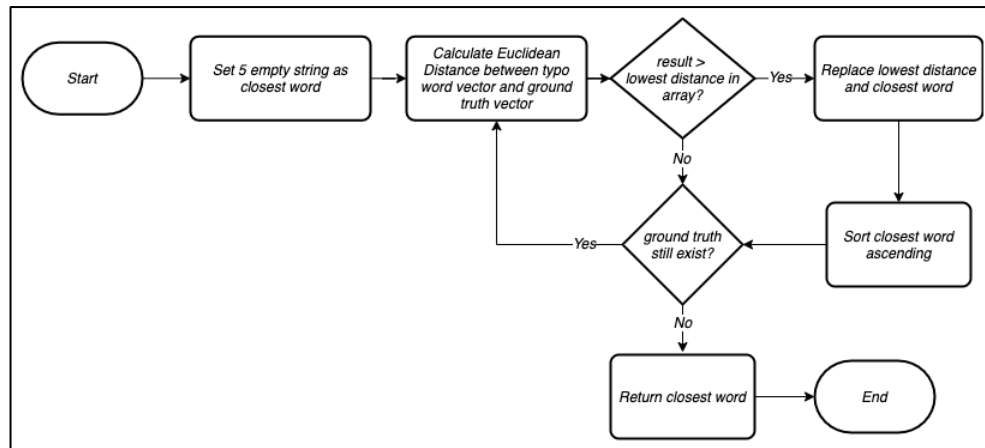 Start
Set 5 empty string as
closest word
Calculate Euclidean
Distance between typo
word vector and ground
truth vector
result >
lowest distance in
array?
Yes
Replace lowest distance
and closest word
No
Sort closest word
ascending
ground truth
still exist?
Yes
No
Return closest word
End